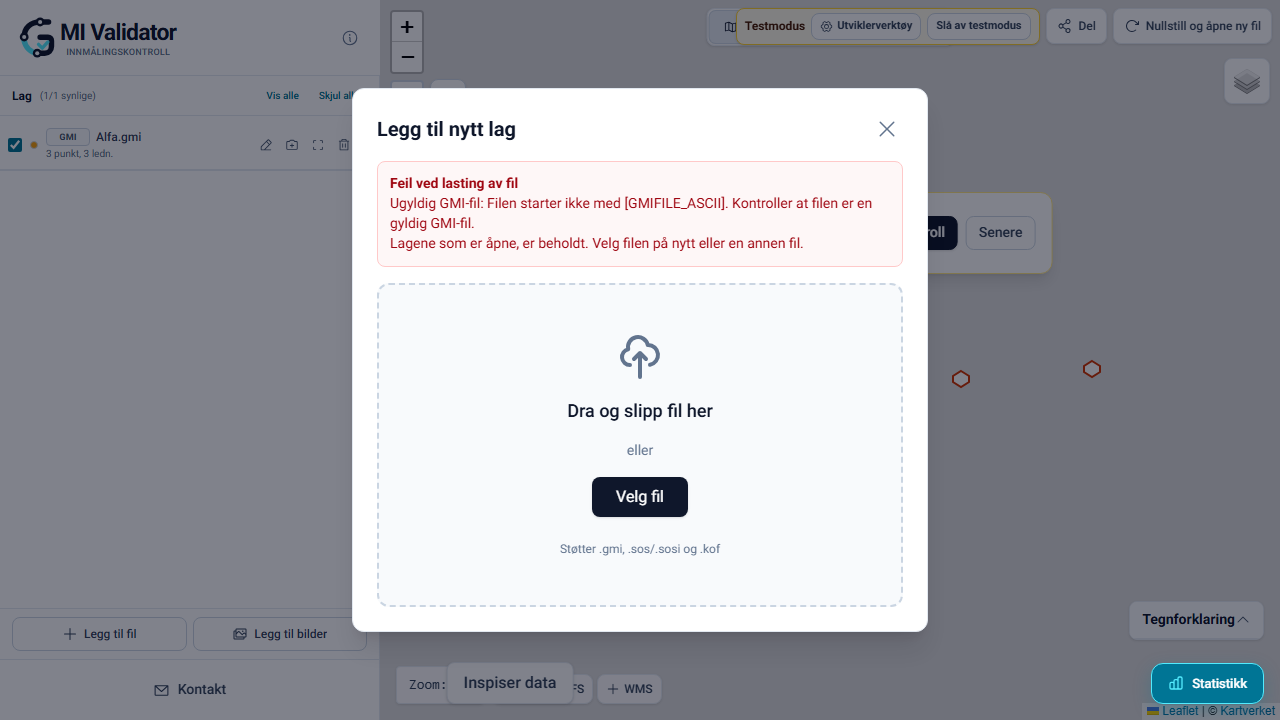 MI Validator
INNMÅLINGSKONTROLL
Lag (1/1 synlige) Vis alle Skjul
GMI Alfa.gmi
3 punkt, 3 ledn.
Legg til fil Legg til bilder
Kontakt
+
−
Testmodus Utviklerverktøy Slå av testmodus
Del
Nullstill og åpne ny fil
Senere
Legg til nytt lag
Feil ved lasting av fil
Ugyldig GMI-fil: Filen starter ikke med [GMIFILE_ASCII]. Kontroller at filen er en
gyldig GMI-fil.
Lagene som er åpne, er beholdt. Velg filen på nytt eller en annen fil.
Dra og slipp fil her
eller
Velg fil
Støtter .gmi, .sos/.sosi og .kof
Tegnforklaring
Zoom: Inspiser data WMS
Statistikk
Leaflet | © Kartverket